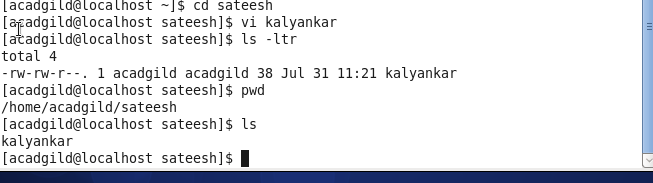 [acadgild@localhost ~]$ cd sateesh
[acadgild@localhost sateesh]$ vi kalyankar
[acadgild@localhost sateesh]$ ls -ltr
total 4
-rw-rw-r--. 1 acadgild acadgild 38 Jul 31 11:21 kalyankar
[acadgild@localhost sateesh]$ pwd
/home/acadgild/sateesh
[acadgild@localhost sateesh]$ ls
kalyankar
[acadgild@localhost sateesh]$